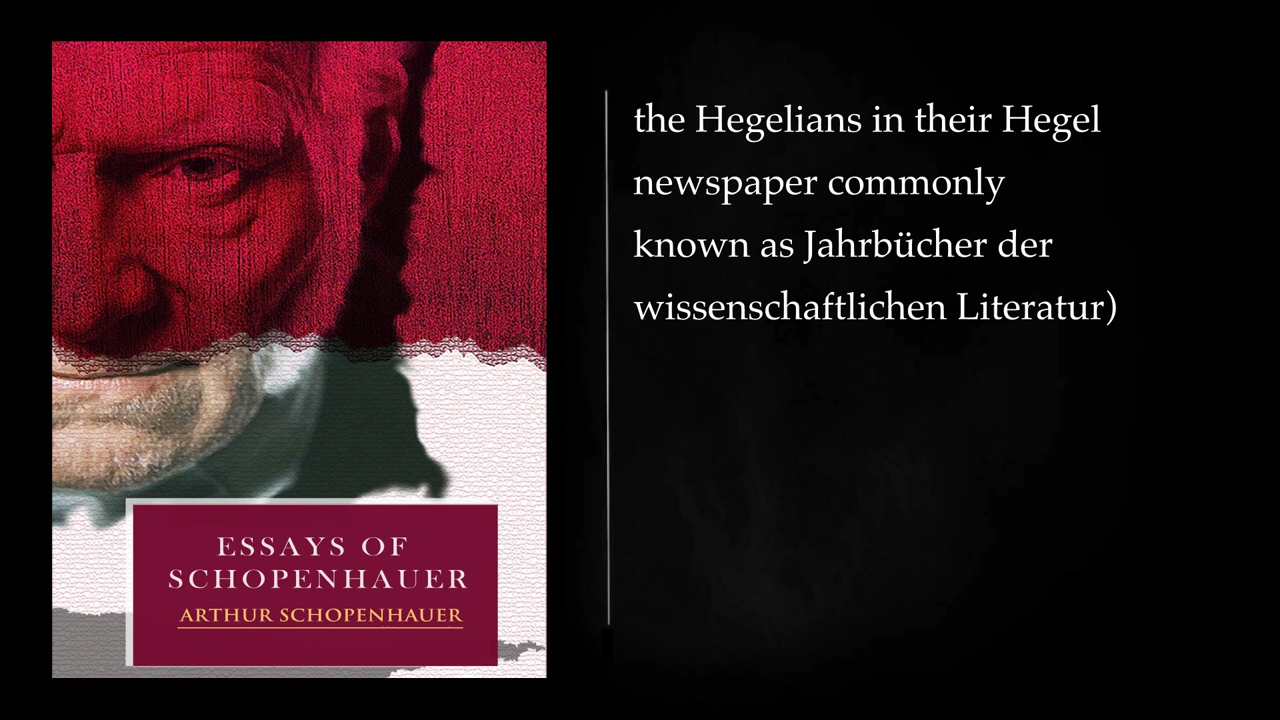 ESSAYS OF
SCHOPENHAUER
ARTHUR SCHOPENHAUER
the Hegelians in their Hegel
newspaper commonly
known as Jahrbücher der
wissenschaftlichen Literatur)